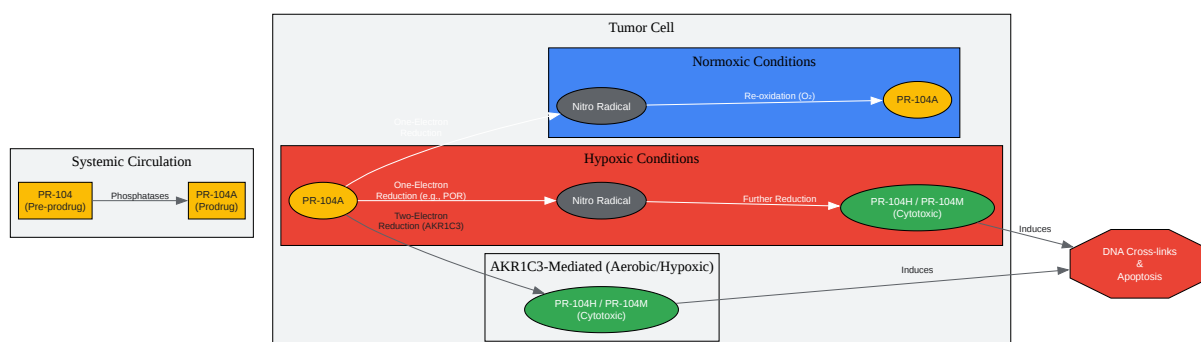 Systemic Circulation
PR-104
(Pre-prodrug)
Phosphatases
PR-104A
(Prodrug)
Tumor Cell
Normoxic Conditions
One-Electron
Reduction
Nitro Radical
Re-oxidation (O₂)
PR-104A
Hypoxic Conditions
PR-104A
One-Electron
Reduction (e.g., POR)
Nitro Radical
Further Reduction
PR-104H / PR-104M
(Cytotoxic)
Two-Electron
Reduction (AKR1C3)
AKR1C3-Mediated (Aerobic/Hypoxic)
PR-104H / PR-104M
(Cytotoxic)
Induces
Induces
DNA Cross-links
&
Apoptosis